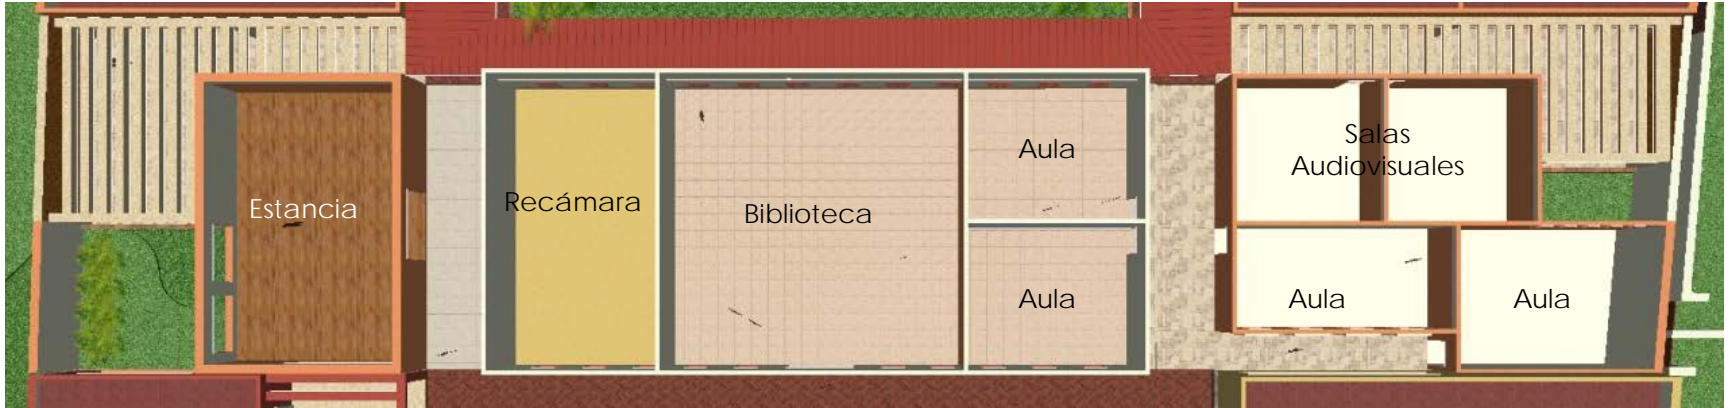 Estancia
Recámara
Biblioteca
Aula
Aula
Salas
Audiovisuales
Aula
Aula